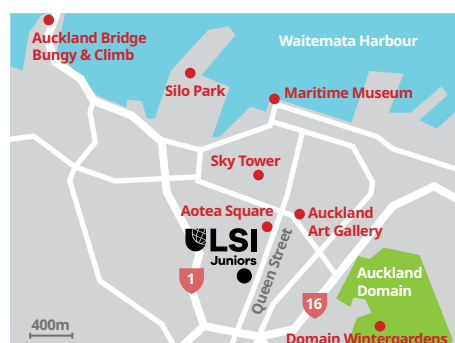 Auckland Bridge
Bungy & Climb
Waitemata Harbour
Silo Park
Maritime Museum
Sky Tower
Aotea Square
Auckland
Art Gallery
LSI
Juniors
Queen Street
1
16
Auckland
Domain
400m
Domain Wintergardens